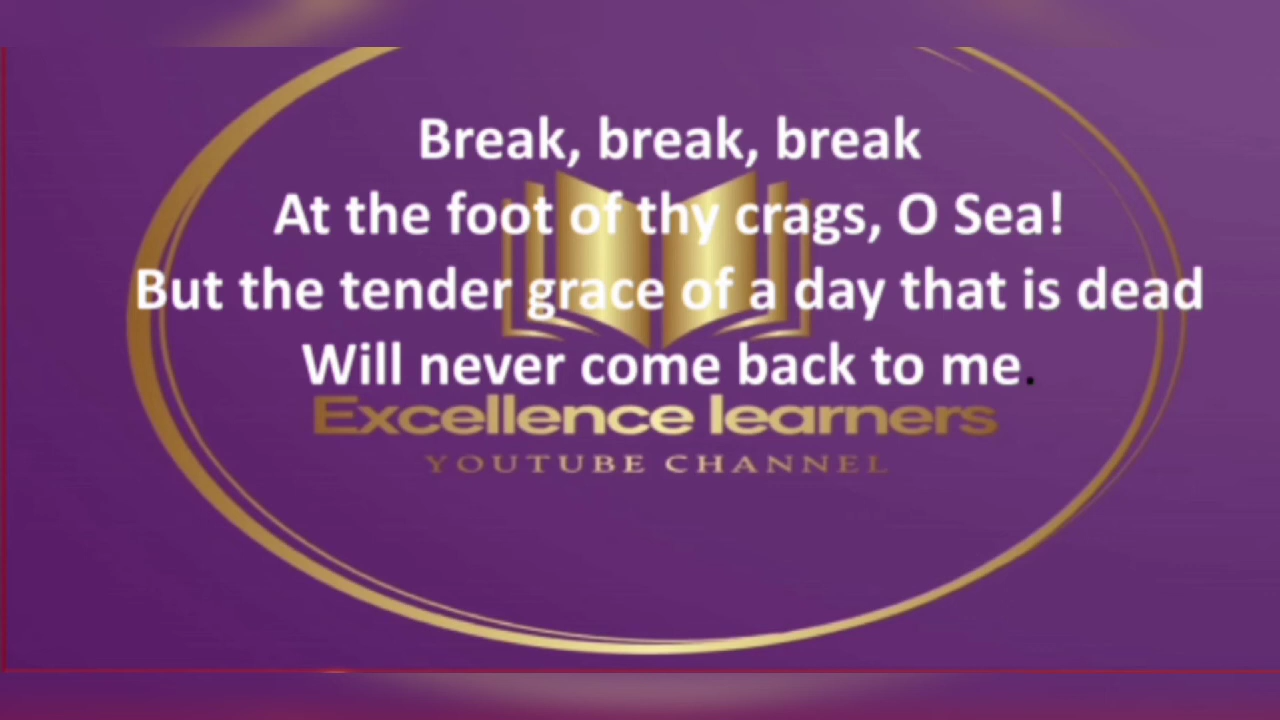 Break, break, break
At the foot of thy crags, O Sea!
But the tender grace of a day that is dead
Will never come back to me.
Excellence learners
YOUTUBE CHANNEL